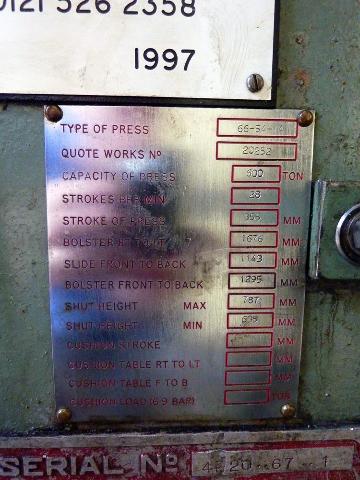 0121 526 2358
1997
TYPE OF PRESS
QUOTE WORKS Nº 20252
CAPACITY OF PRESS 600 TON
STROKES PER MIN
STROKE OF PRESS MM
BOLSTER RT TO LT 1676 MM
SLIDE FRONT TO BACK 1143 MM
BOLSTER FRONT TO BACK 1295 MM
SHUT HEIGHT MAX 787 MM
SHUT HEIGHT MIN MM
CUSHION STROKE MM
CUSHION TABLE RT TO LT MM
CUSHION TABLE F TO B MM
CUSHION LOAD (6.9 BAR) TON
SERIAL Nº